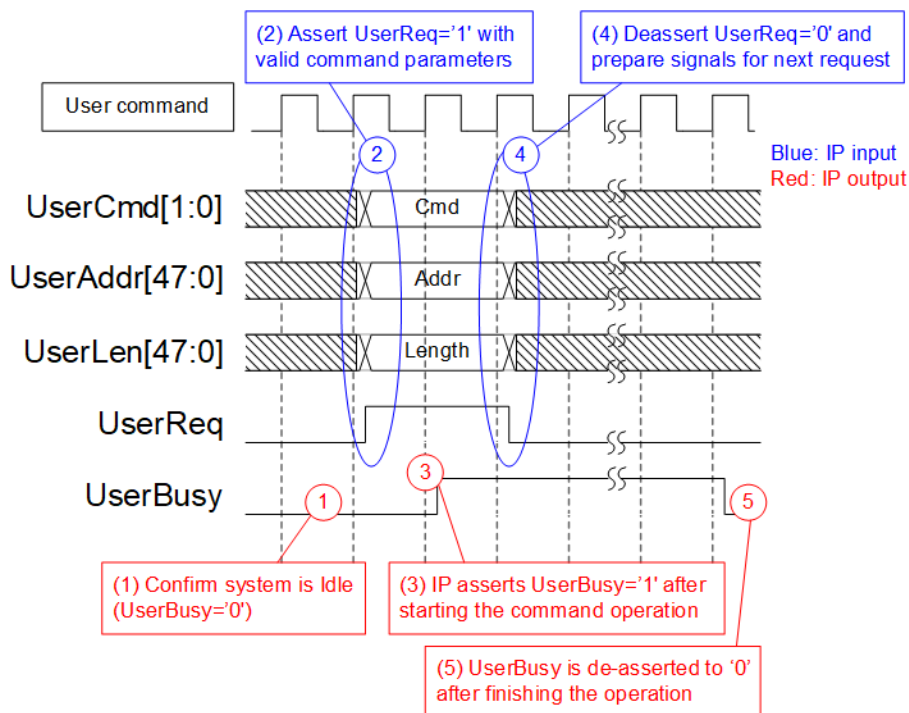 (2) Assert UserReq='1' with
valid command parameters
(4) Deassert UserReq='0' and
prepare signals for next request
User command
2
4
Blue: IP input
Red: IP output
UserCmd[1:0]
Cmd
UserAddr[47:0]
Addr
UserLen[47:0]
Length
UserReq
3
UserBusy
1
5
(1) Confirm system is Idle
(UserBusy='0')
(3) IP asserts UserBusy='1' after
starting the command operation
(5) UserBusy is de-asserted to ‘0’
after finishing the operation